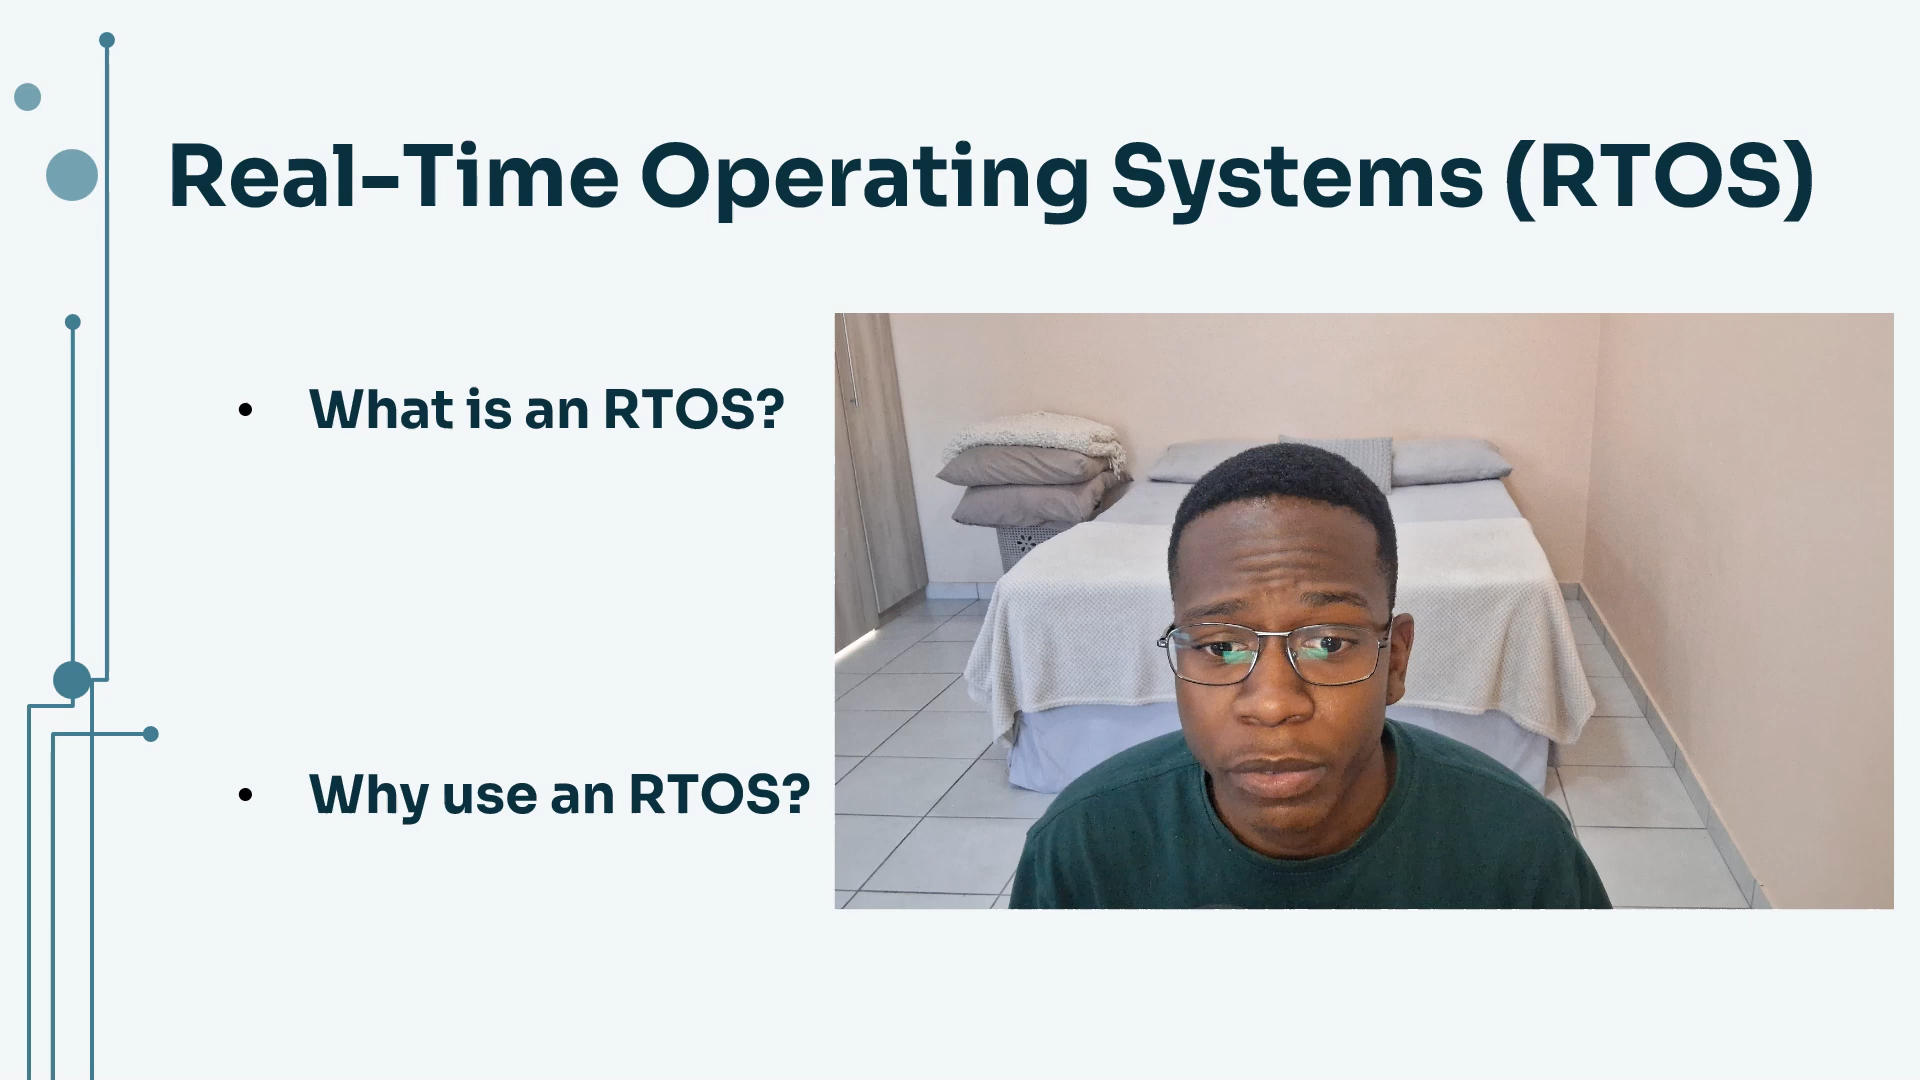 Real-Time Operating Systems (RTOS)
• What is an RTOS?
• Why use an RTOS?